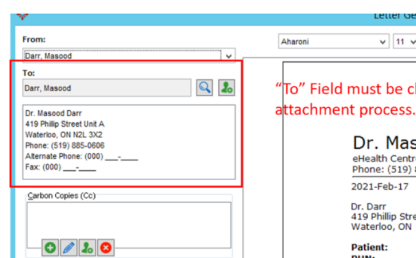 Letter Ge
From:
Aharoni
11
Darr, Masood
To:
Darr, Masood
"To" Field must be
attachment process.
Dr. Masood Darr
419 Phillip Street Unit A
Waterloo, ON N2L 3X2
Phone: (519) 885-0606
Alternate Phone: (000) ___-____
Fax: (000) ___-____
Dr. Mas
eHealth Centr
Phone: (519)
2021-Feb-17
Carbon Copies (Cc)
Dr. Darr
419 Phillip Stre
Waterloo, ON
Patient: